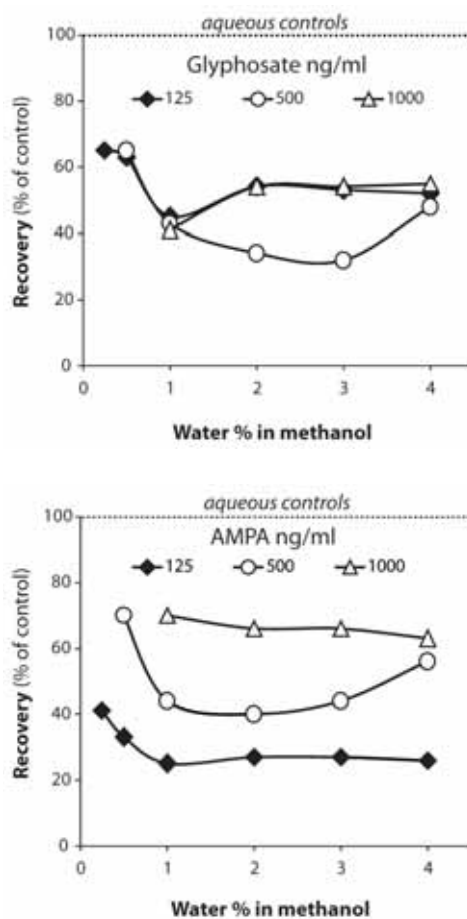 aqueous controls
100
Glyphosate ng/ml
125 500 1000
80
60
40
20
0
Recovery (% of control)
0 1 2 3 4
Water % in methanol
aqueous controls
100
AMPA ng/ml
125 500 1000
80
60
40
20
0
Recovery (% of control)
0 1 2 3 4
Water % in methanol